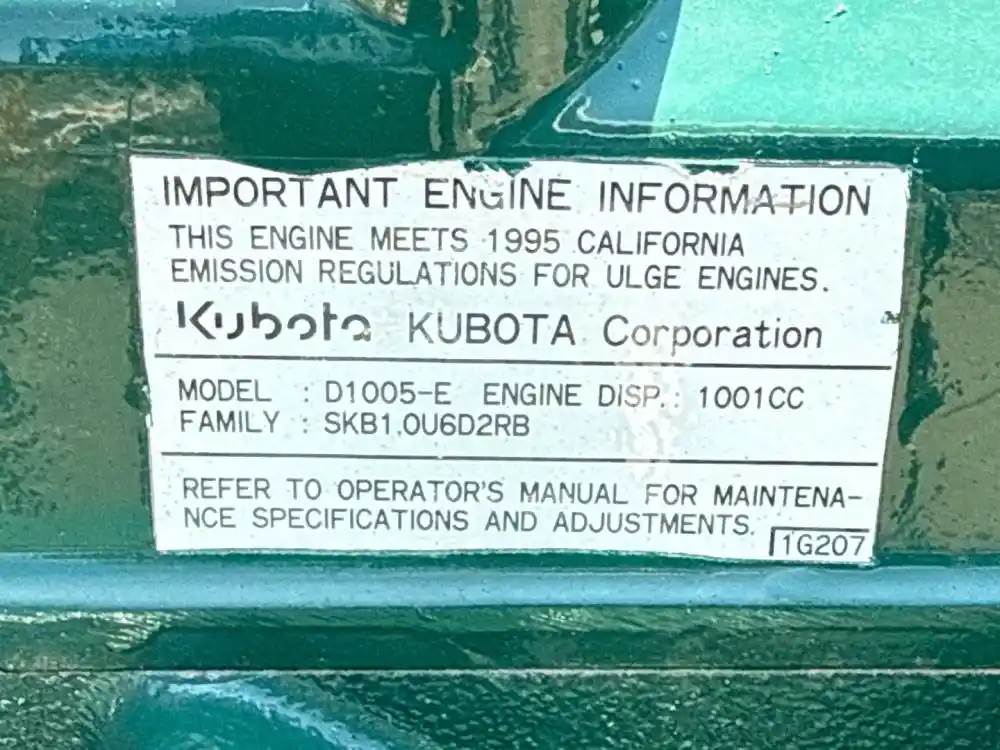 IMPORTANT ENGINE INFORMATION
THIS ENGINE MEETS 1995 CALIFORNIA
EMISSION REGULATIONS FOR ULGE ENGINES.
Kubota KUBOTA Corporation
MODEL : D1005-E ENGINE DISP.: 1001CC
FAMILY : SKB1.0U6D2RB
REFER TO OPERATOR'S MANUAL FOR MAINTENA-
NCE SPECIFICATIONS AND ADJUSTMENTS.
1G207